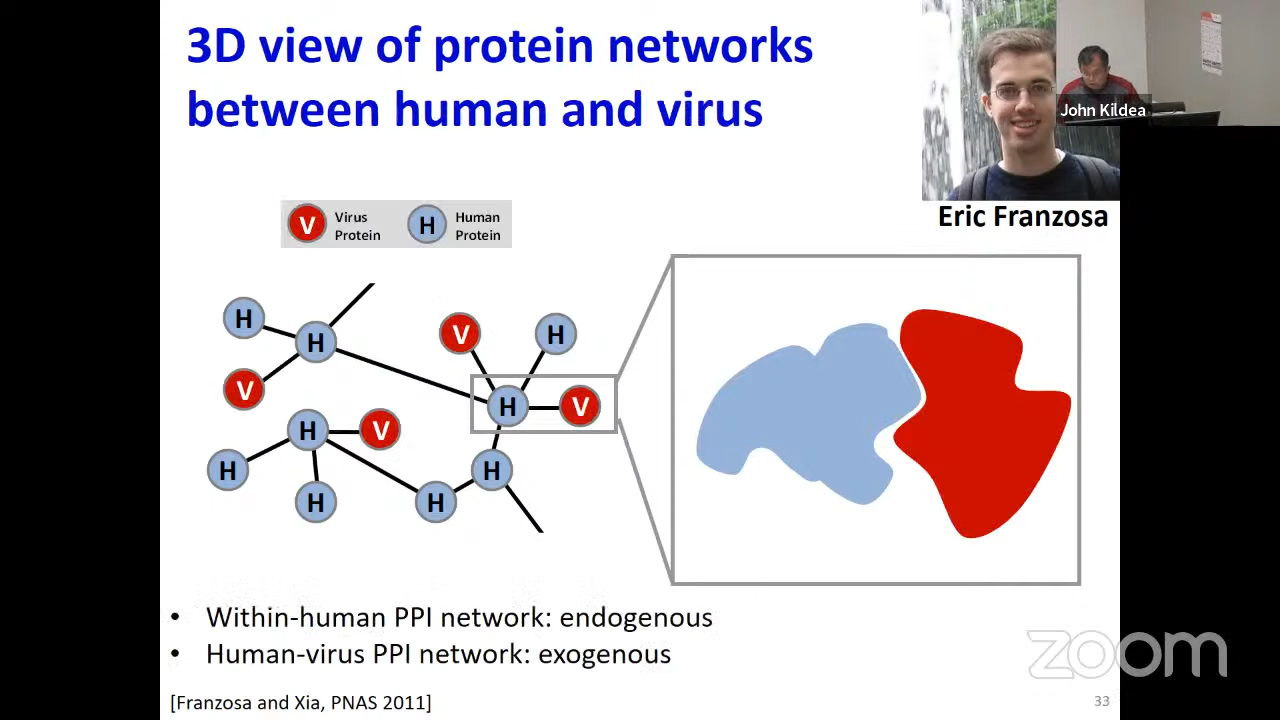 3D view of protein networks
between human and virus
John Kildea
Eric Franzosa
V
Virus
Protein
H
Human
Protein
H
H
V
H
V
H
V
H
V
H
H
H
H
• Within-human PPI network: endogenous
• Human-virus PPI network: exogenous
zoom
[Franzosa and Xia, PNAS 2011]
33